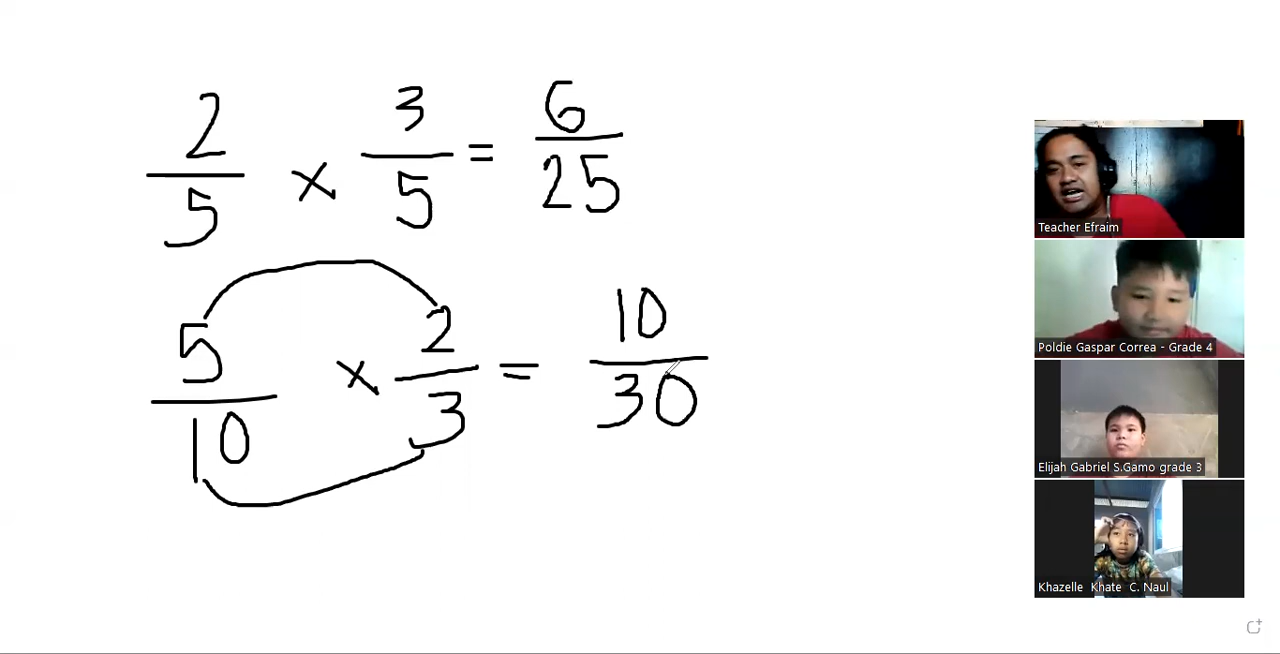 2/5 x 3/5 = 6/25
5/10 x 2/3 = 10/30
Teacher Efraim
Poldie Gaspar Correa - Grade 4
Elijah Gabriel S.Gamo grade 3
Khazelle Khate C. Naul